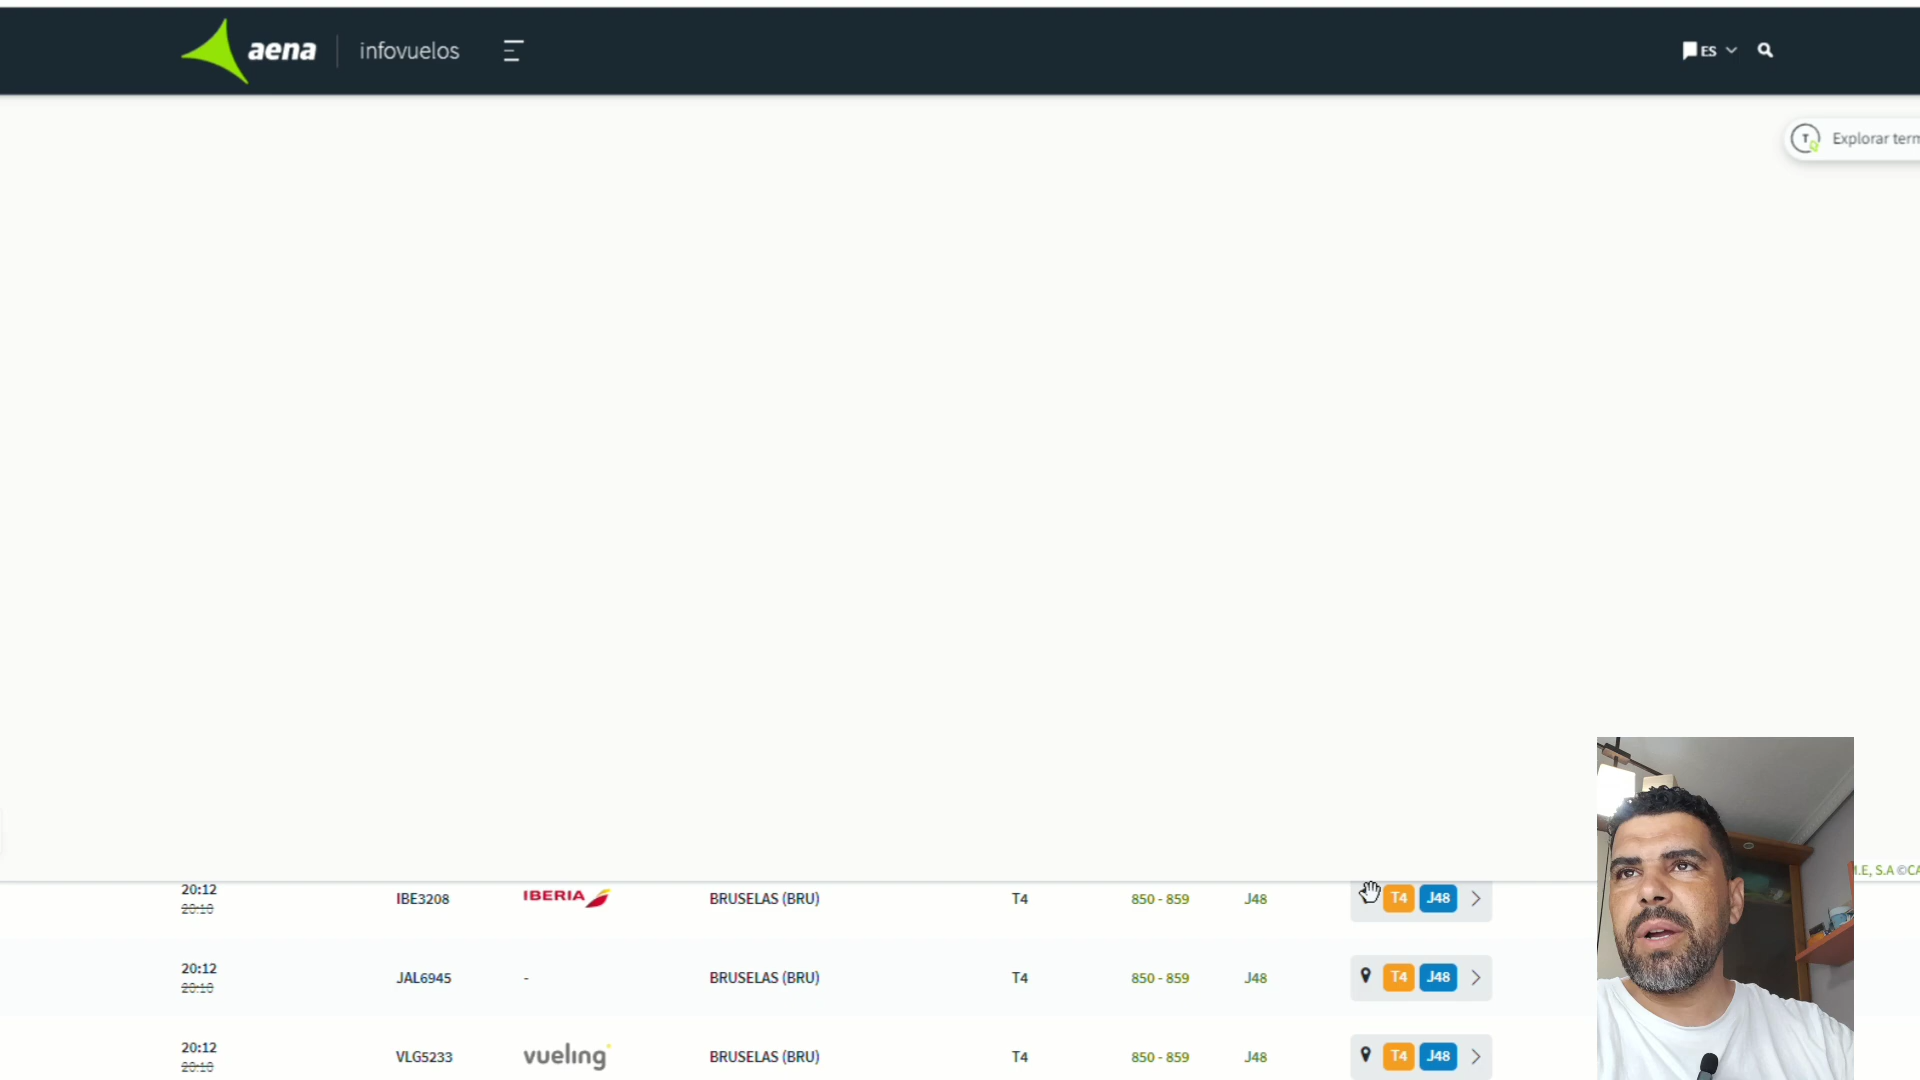 aena infovuelos ES
T Explorar term
M.E, S.A ©CA
20:12 IBE3208 IBERIA BRUSELAS (BRU) T4 850 - 859 J48 T4 J48
20:10
20:12 JAL6945 - BRUSELAS (BRU) T4 850 - 859 J48 T4 J48
20:10
20:12 VLG5233 vueling BRUSELAS (BRU) T4 850 - 859 J48 T4 J48
20:10